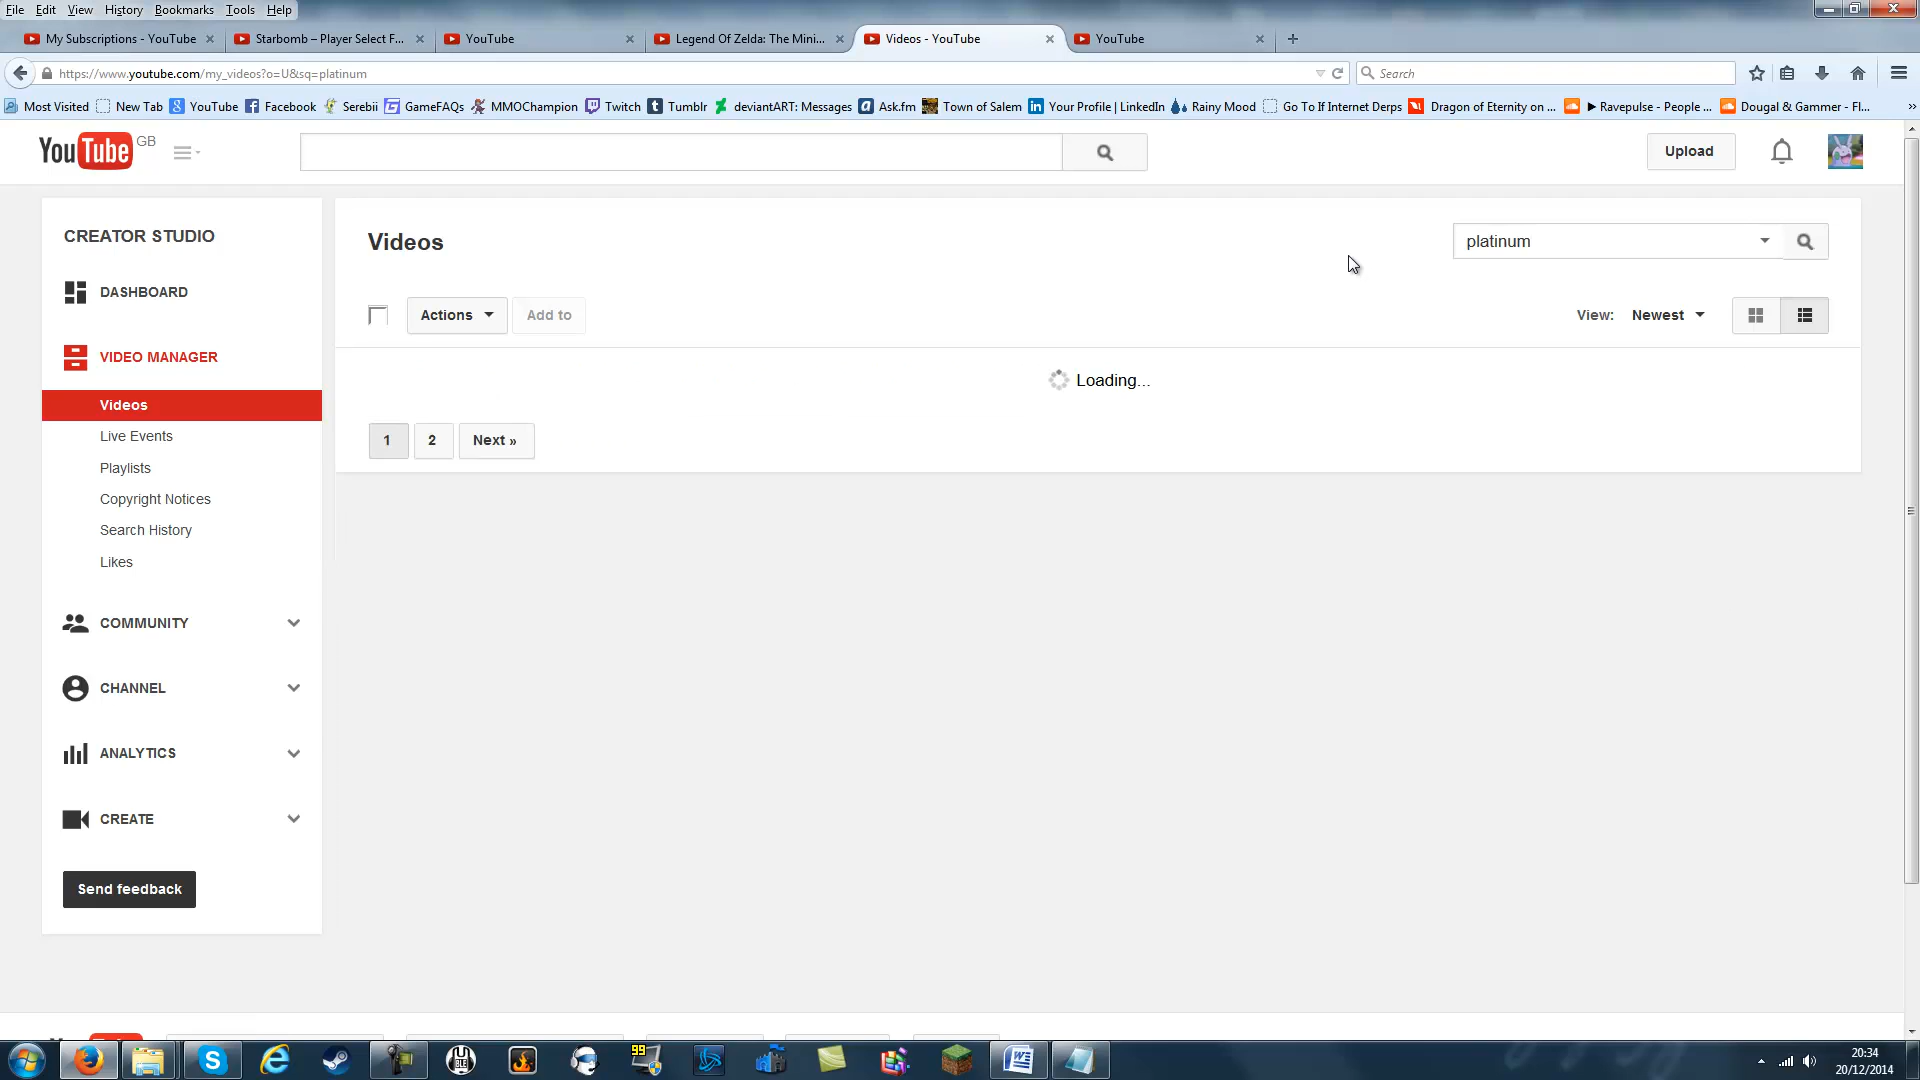 File Edit View History Bookmarks Tools Help
My Subscriptions - YouTube Starbomb – Player Select F... YouTube Legend Of Zelda: The Mini... Videos - YouTube YouTube
https://www.youtube.com/my_videos?o=U&sq=platinum Search
Most Visited New Tab YouTube Facebook Serebii GameFAQs MMOChampion Twitch Tumblr deviantART: Messages Ask.fm Town of Salem Your Profile | LinkedIn Rainy Mood Go To If Internet Derps Dragon of Eternity on ... ▶ Ravepulse - People ... Dougal & Gammer - Fl...
YouTube GB Upload
CREATOR STUDIO
Videos platinum
DASHBOARD
Actions Add to View: Newest
VIDEO MANAGER
Loading...
Videos
Live Events
1 2 Next »
Playlists
Copyright Notices
Search History
Likes
COMMUNITY
CHANNEL
ANALYTICS
CREATE
Send feedback
99
20:34
20/12/2014